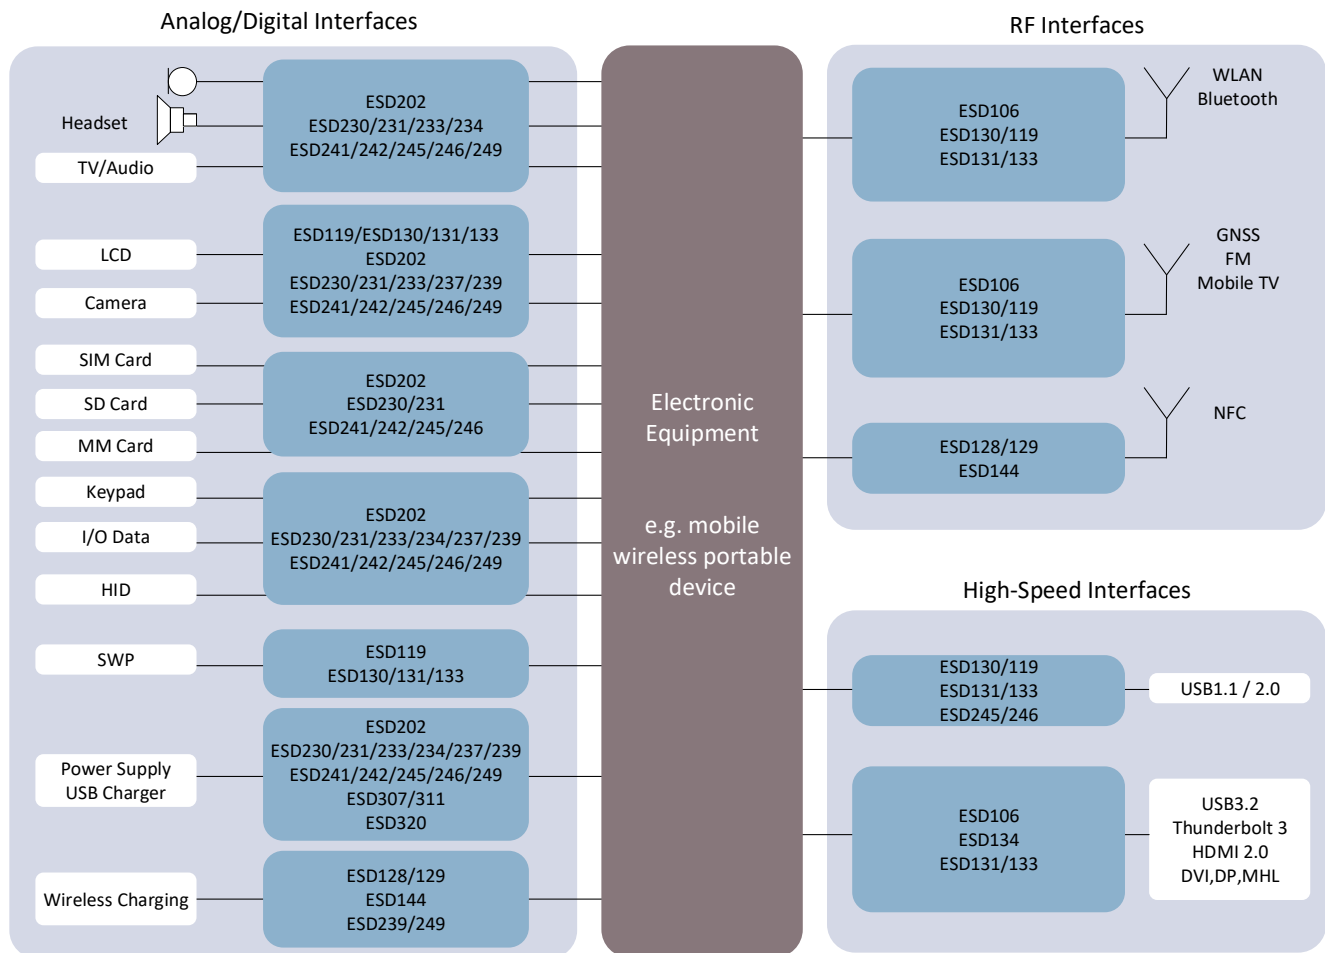 Analog/Digital Interfaces
Headset
TV/Audio
ESD202
ESD230/231/233/234
ESD241/242/245/246/249
LCD
Camera
ESD119/ESD130/131/133
ESD202
ESD230/231/233/237/239
ESD241/242/245/246/249
SIM Card
SD Card
MM Card
ESD202
ESD230/231
ESD241/242/245/246
Keypad
I/O Data
HID
ESD202
ESD230/231/233/234/237/239
ESD241/242/245/246/249
SWP
ESD119
ESD130/131/133
Power Supply
USB Charger
ESD202
ESD230/231/233/234/237/239
ESD241/242/245/246/249
ESD307/311
ESD320
Wireless Charging
ESD128/129
ESD144
ESD239/249
Electronic
Equipment
e.g. mobile
wireless portable
device
RF Interfaces
ESD106
ESD130/119
ESD131/133
WLAN
Bluetooth
ESD106
ESD130/119
ESD131/133
GNSS
FM
Mobile TV
ESD128/129
ESD144
NFC
High-Speed Interfaces
ESD130/119
ESD131/133
ESD245/246
USB1.1 / 2.0
ESD106
ESD134
ESD131/133
USB3.2
Thunderbolt 3
HDMI 2.0
DVI,DP,MHL